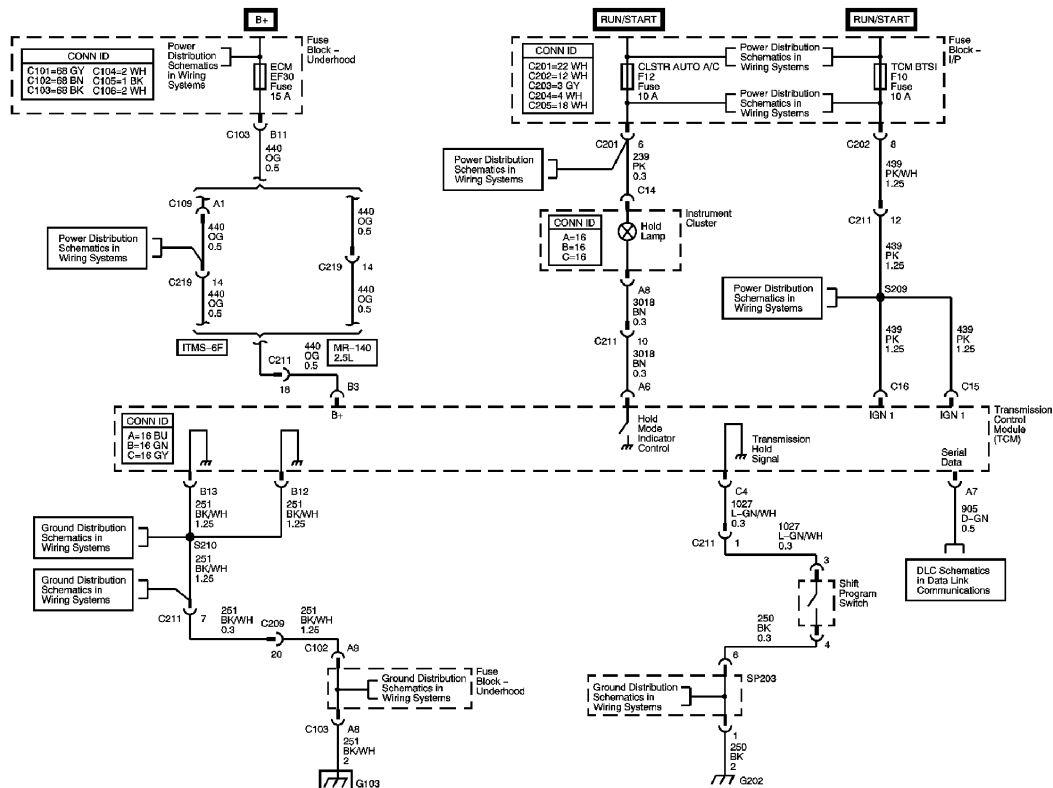 B+
RUN/START
RUN/START
CONN ID
C101=68 GY C104=2 WH
C102=68 BN C105=1 BK
C103=68 BK C106=2 WH
Power
Distribution
Schematics
in Wiring
Systems
ECM
EF30
Fuse
15 A
Fuse
Block –
Underhood
CONN ID
C201=22 WH
C202=12 WH
C203=3 GY
C204=4 WH
C205=18 WH
CLSTR AUTO A/C
F12
Fuse
10 A
Power Distribution
Schematics in
Wiring Systems
Power Distribution
Schematics in
Wiring Systems
TCM BTSI
F10
Fuse
10 A
Fuse
Block –
I/P
C103 B11
440
OG
0.5
C201 6
239
PK
0.3
C202 8
439
PK/WH
1.25
Power Distribution
Schematics in
Wiring Systems
C14
C109 A1
440
OG
0.5
440
OG
0.5
CONN ID
A=16
B=16
C=16
Hold
Lamp
Instrument
Cluster
C211 12
439
PK
1.25
Power Distribution
Schematics in
Wiring Systems
C219 14
440
OG
0.5
C219 14
440
OG
0.5
A8
3018
BN
0.3
Power Distribution
Schematics in
Wiring Systems
S209
ITMS–6F
MR–140
2.5L
C211
18
440
OG
0.5
C211 10
3018
BN
0.3
439
PK
1.25
439
PK
1.25
B3
A6
C16
C15
CONN ID
A=16 BU
B=16 GN
C=16 GY
B+
Hold
Mode
Indicator
Control
Transmission
Hold
Signal
IGN 1
IGN 1
Serial
Data
Transmission
Control
Module
(TCM)
B13
251
BK/WH
1.25
B12
251
BK/WH
1.25
C4
1027
L–GN/WH
0.3
A7
905
D–GN
0.5
Ground Distribution
Schematics in
Wiring Systems
S210
251
BK/WH
1.25
C211 1
1027
L–GN/WH
0.3
3
DLC Schematics
in Data Link
Communications
Ground Distribution
Schematics in
Wiring Systems
Shift
Program
Switch
C211 7
251
BK/WH
0.3
C209
20
251
BK/WH
1.25
250
BK
0.3
4
C102 A9
6
Ground Distribution
Schematics in
Wiring Systems
Fuse
Block –
Underhood
Ground Distribution
Schematics in
Wiring Systems
SP203
C103 A8
251
BK/WH
2
1
250
BK
2
G103
G202